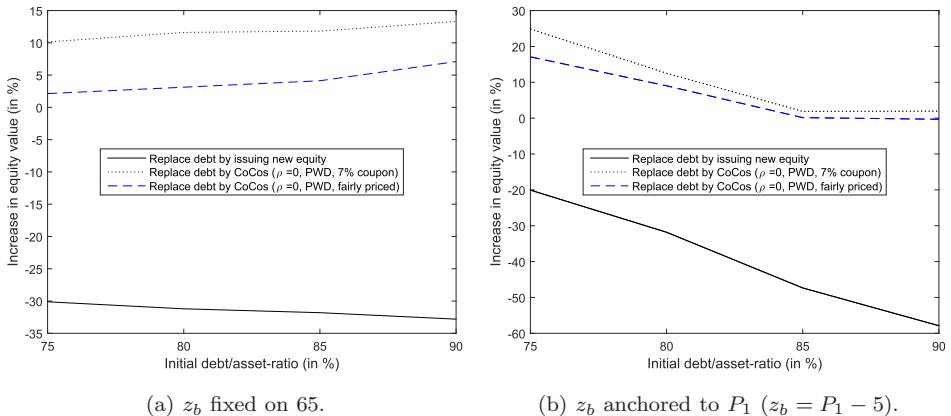 Increase in equity value (in %)
15
10
5
0
-5
-10
-15
-20
-25
-30
-35
75
80
85
90
Initial debt/asset-ratio (in %)
Replace debt by issuing new equity
Replace debt by CoCos (ρ =0, PWD, 7% coupon)
Replace debt by CoCos (ρ =0, PWD, fairly priced)
(a) z_b fixed on 65.
Increase in equity value (in %)
30
20
10
0
-10
-20
-30
-40
-50
-60
75
80
85
90
Initial debt/asset-ratio (in %)
Replace debt by issuing new equity
Replace debt by CoCos (ρ =0, PWD, 7% coupon)
Replace debt by CoCos (ρ =0, PWD, fairly priced)
(b) z_b anchored to P_1 (z_b = P_1 − 5).